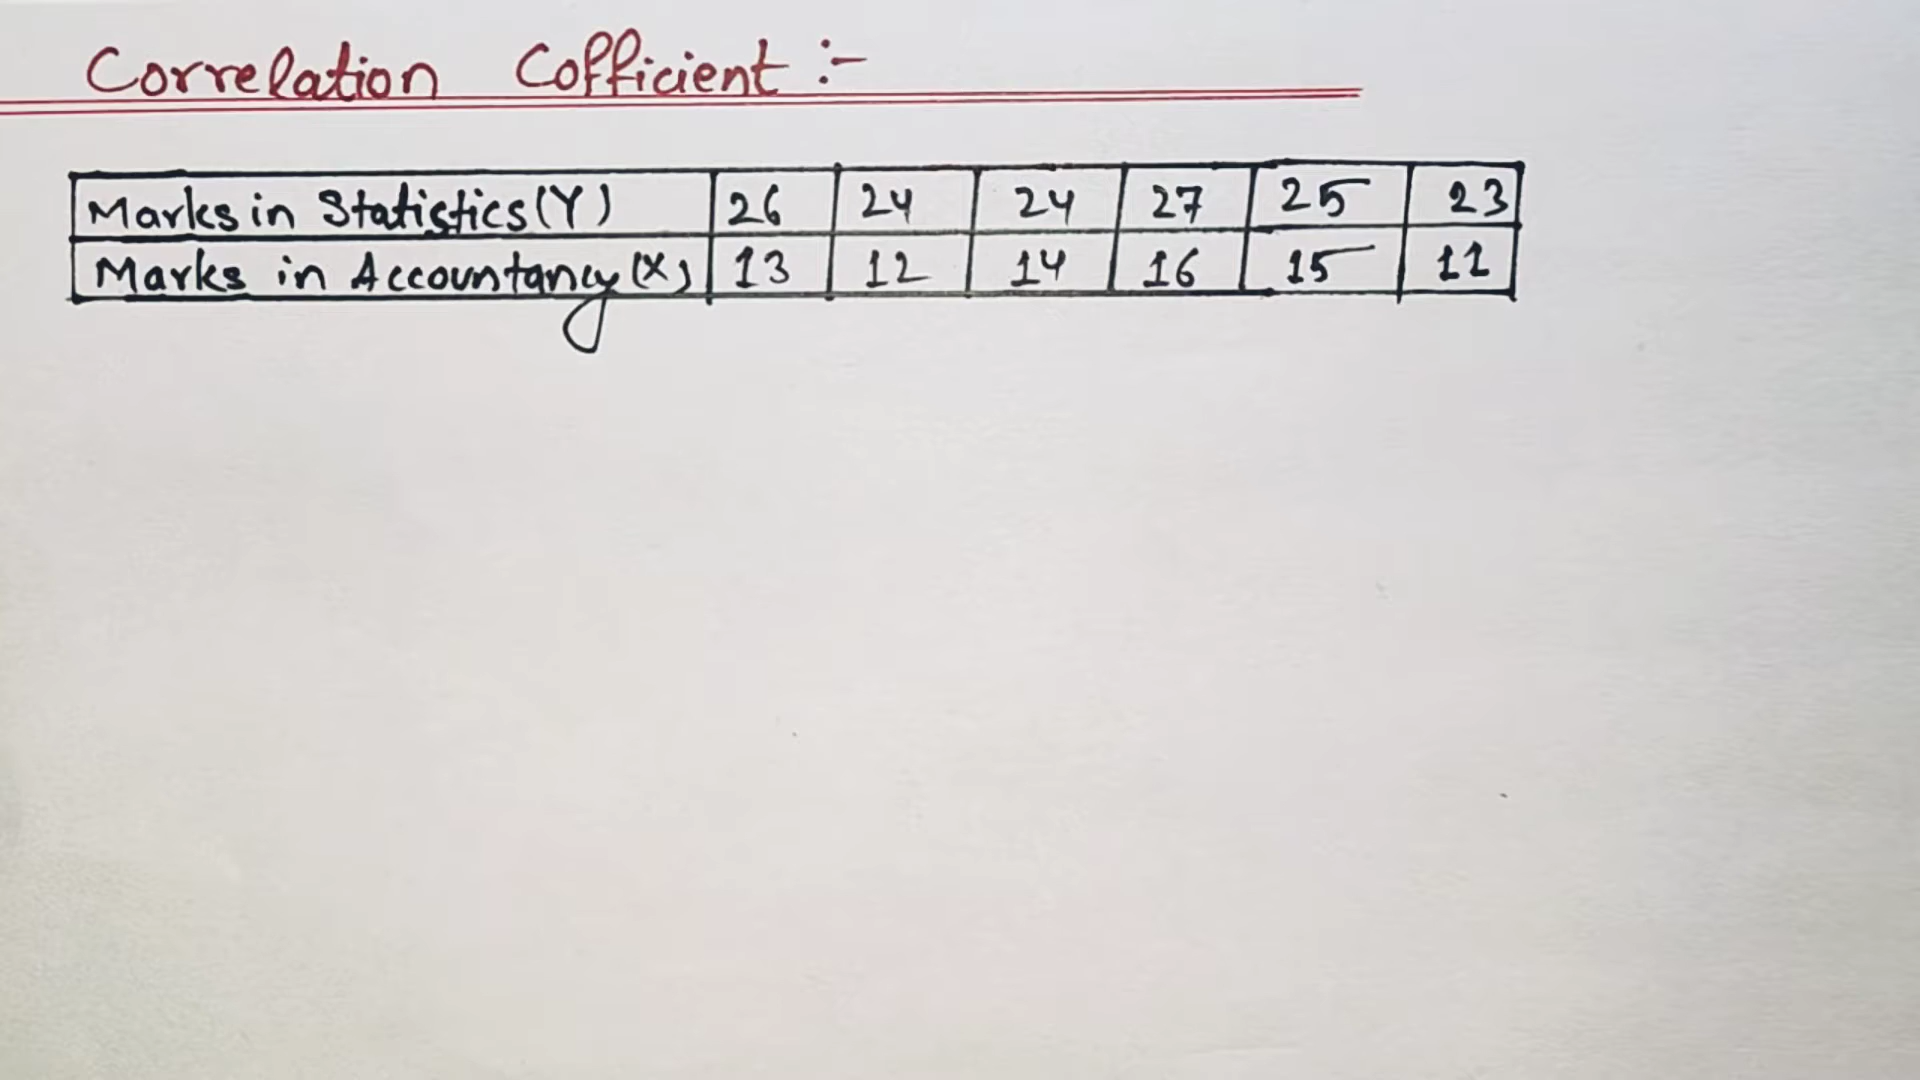 Correlation Cofficient :-
Marks in Statistics (Y) 26 24 24 27 25 23
Marks in Accountancy (X) 13 12 14 16 15 11